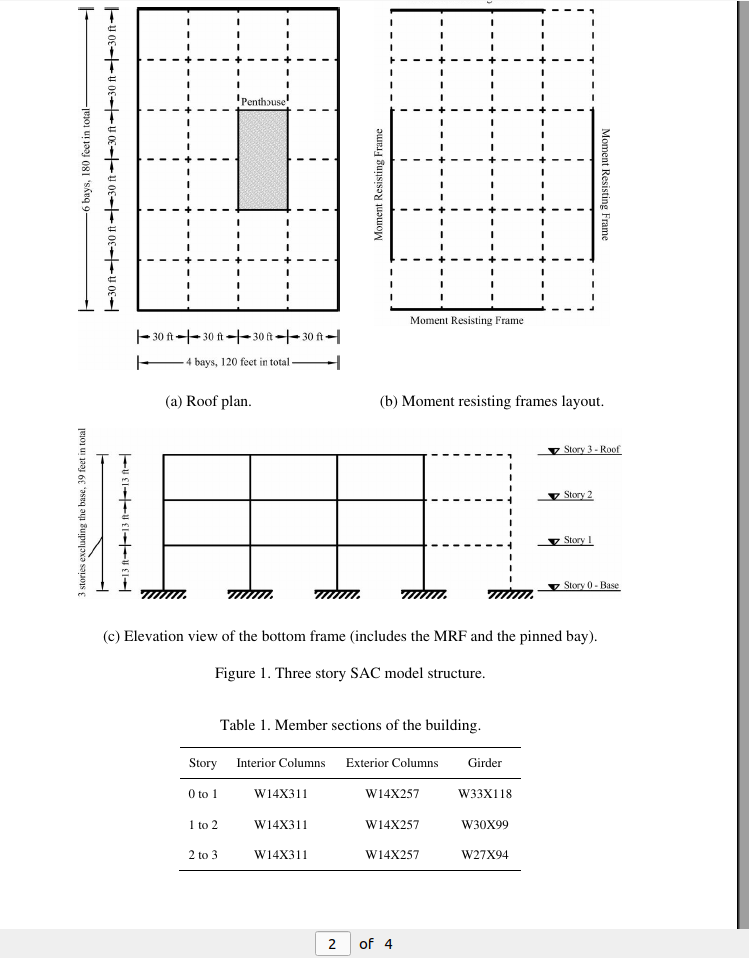 6 bays, 180 feet in total
30 ft
30 ft
30 ft
30 ft
30 ft
30 ft
Penthouse
30 ft
30 ft
30 ft
30 ft
4 bays, 120 feet in total
Moment Resisting Frame
Moment Resisting Frame
Moment Resisting Frame
(a) Roof plan.
(b) Moment resisting frames layout.
3 stories excluding the base, 39 feet in total
13 ft
13 ft
13 ft
Story 3 - Roof
Story 2
Story 1
Story 0 - Base
(c) Elevation view of the bottom frame (includes the MRF and the pinned bay).
Figure 1. Three story SAC model structure.
Table 1. Member sections of the building.
Story Interior Columns Exterior Columns Girder
0 to 1 W14X311 W14X257 W33X118
1 to 2 W14X311 W14X257 W30X99
2 to 3 W14X311 W14X257 W27X94
2 of 4